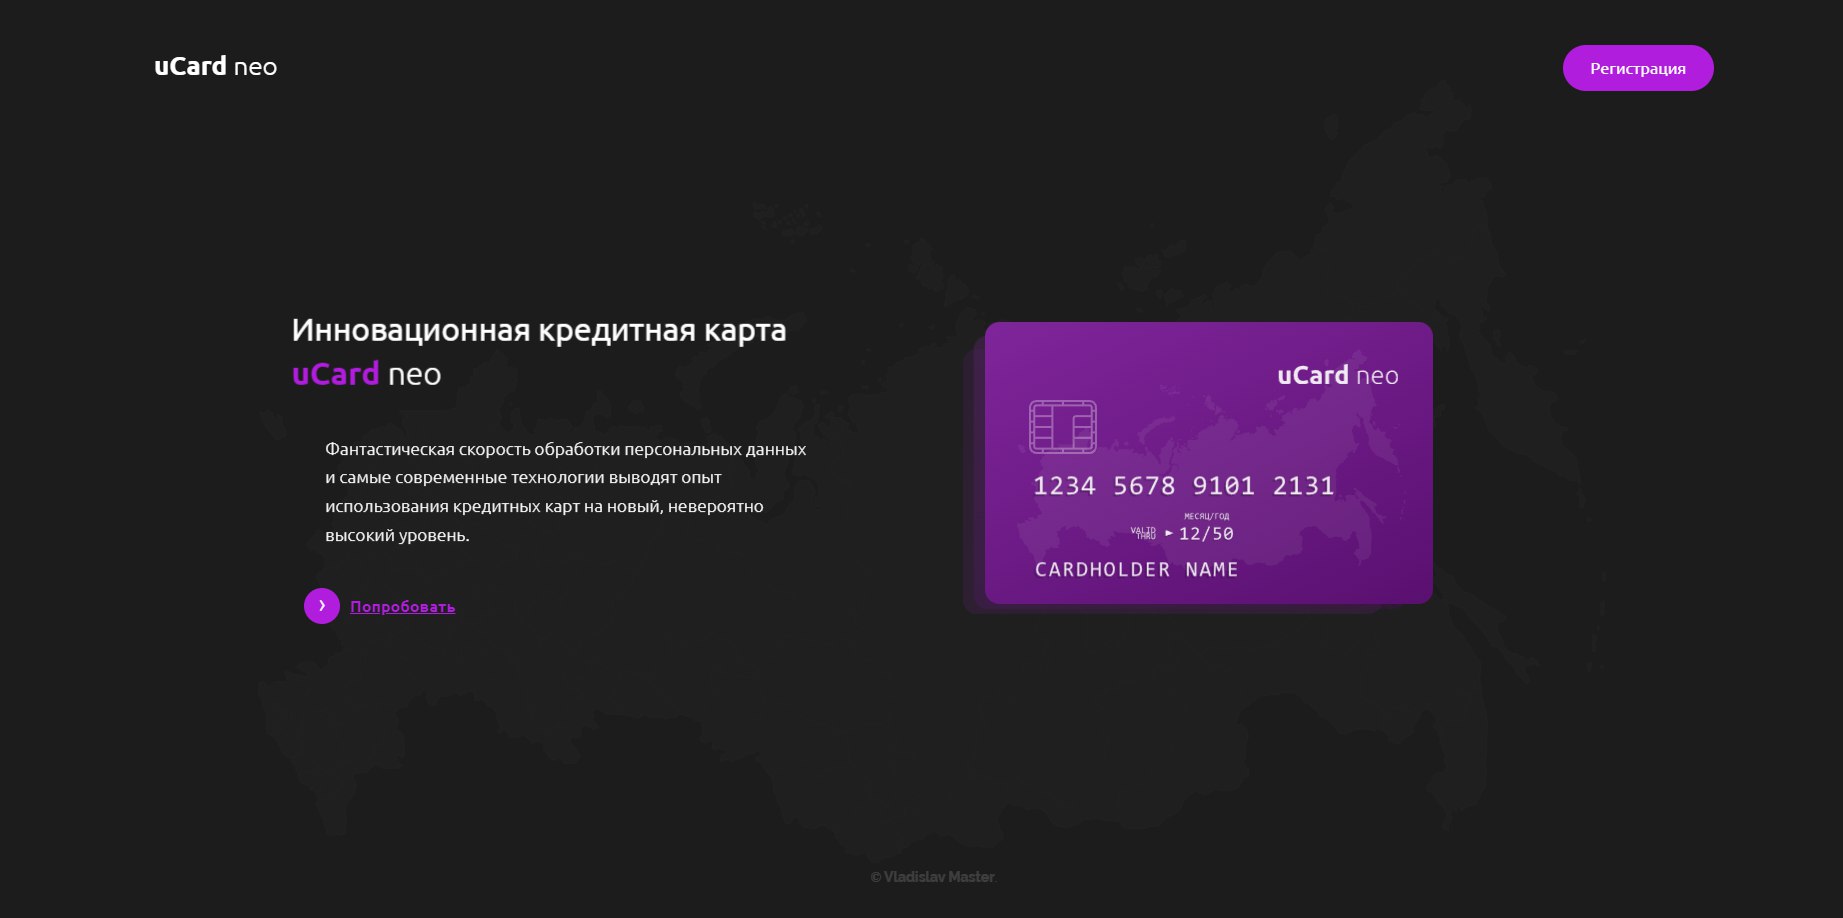 uCard neo
Регистрация
Инновационная кредитная карта
uCard neo
Фантастическая скорость обработки персональных данных
и самые современные технологии выводят опыт
использования кредитных карт на новый, невероятно
высокий уровень.
Попробовать
uCard neo
1234 5678 9101 2131
МЕСЯЦ/ГОД
VALID
THRU
12/50
CARDHOLDER NAME
© Vladislav Master.